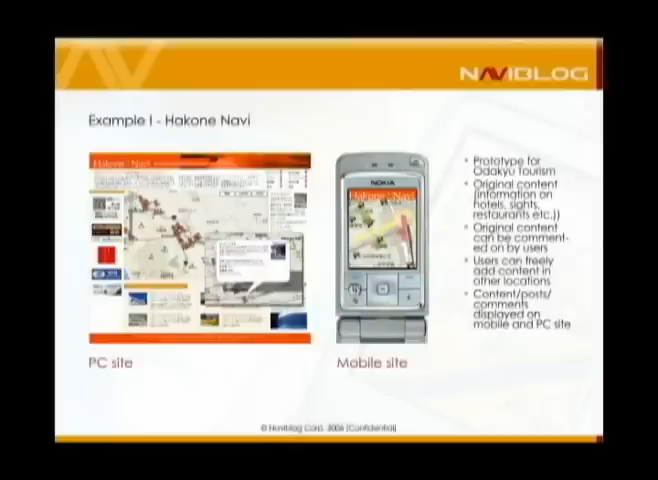 NAVIBLOG
Example I - Hakone Navi
Hakone Navi
NOKIA
Hakone Navi
• Prototype for
Odakyu Tourism
• Original content
(information on
hotels, sights,
restaurants etc.))
• Original content
can be comment-
ed on by users
• Users can freely
add content in
other locations
• Content/posts/
comments
displayed on
mobile and PC site
PC site
Mobile site
© Naviblog Corp. 2006 (Confidential)